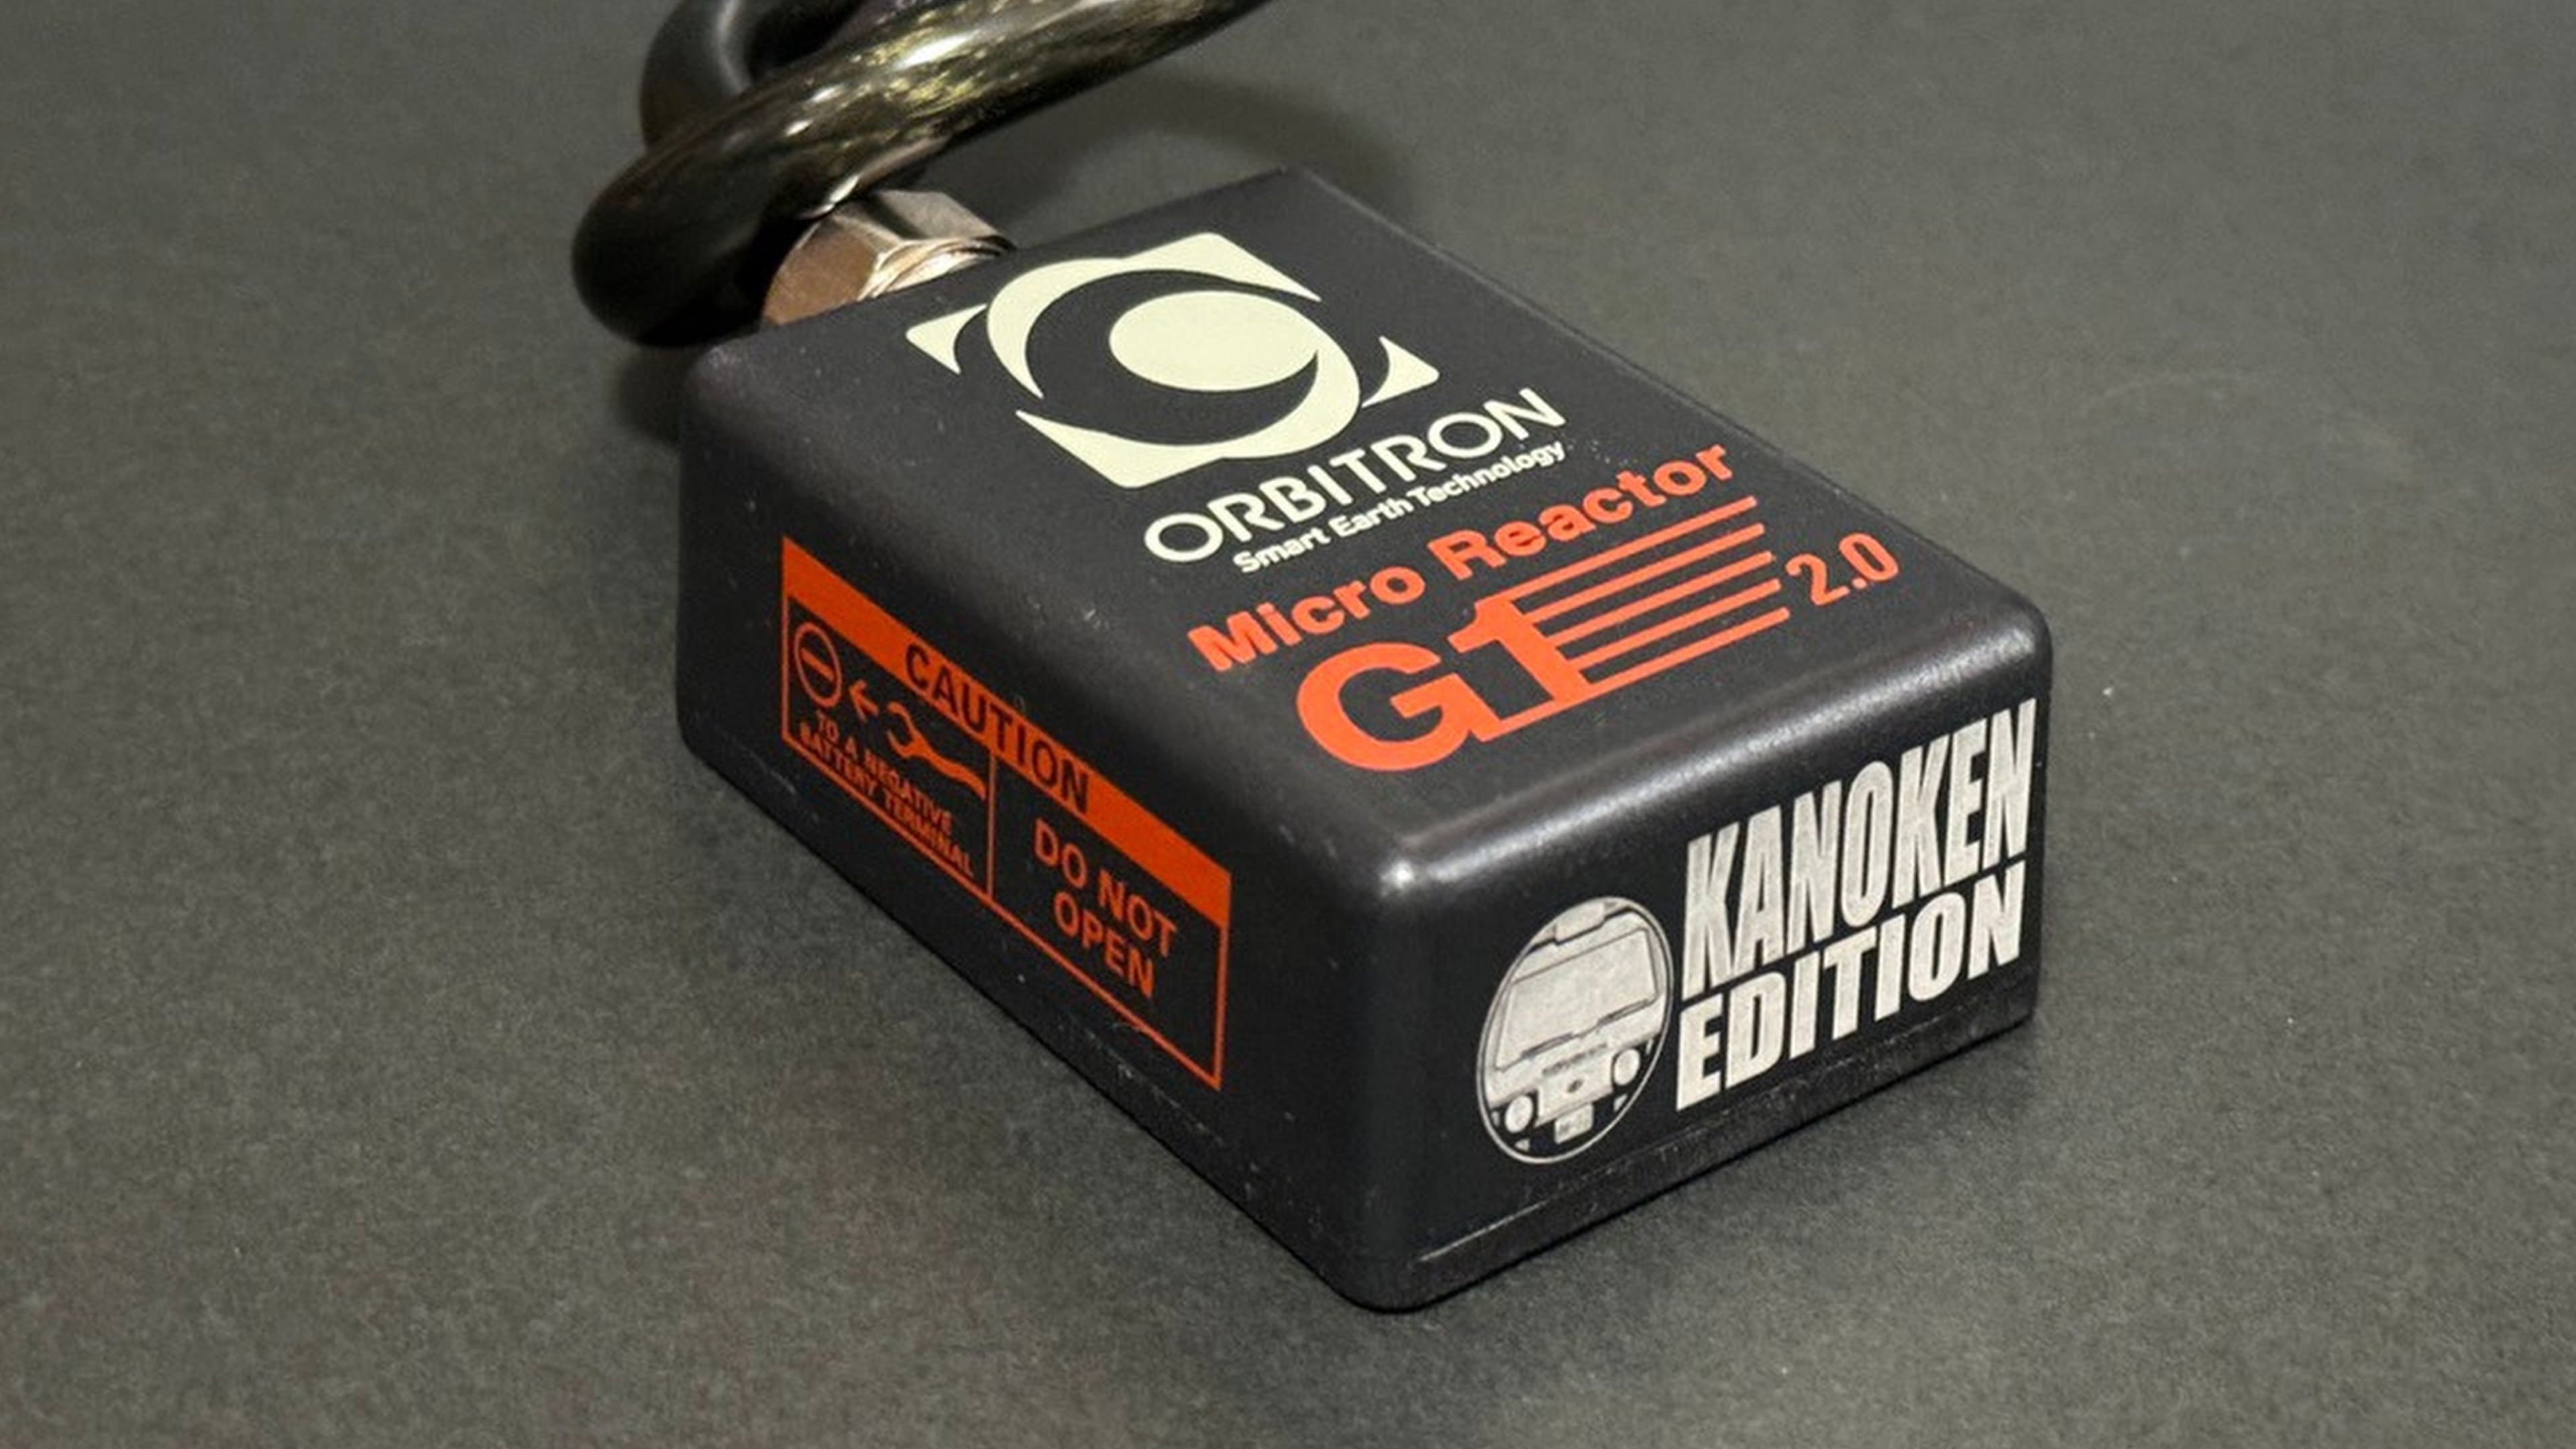 ORBITRON
Smart Earth Technology
Micro Reactor
G1 2.0
CAUTION
TO A NEGATIVE
BATTERY TERMINAL
DO NOT
OPEN
KANOKEN
EDITION